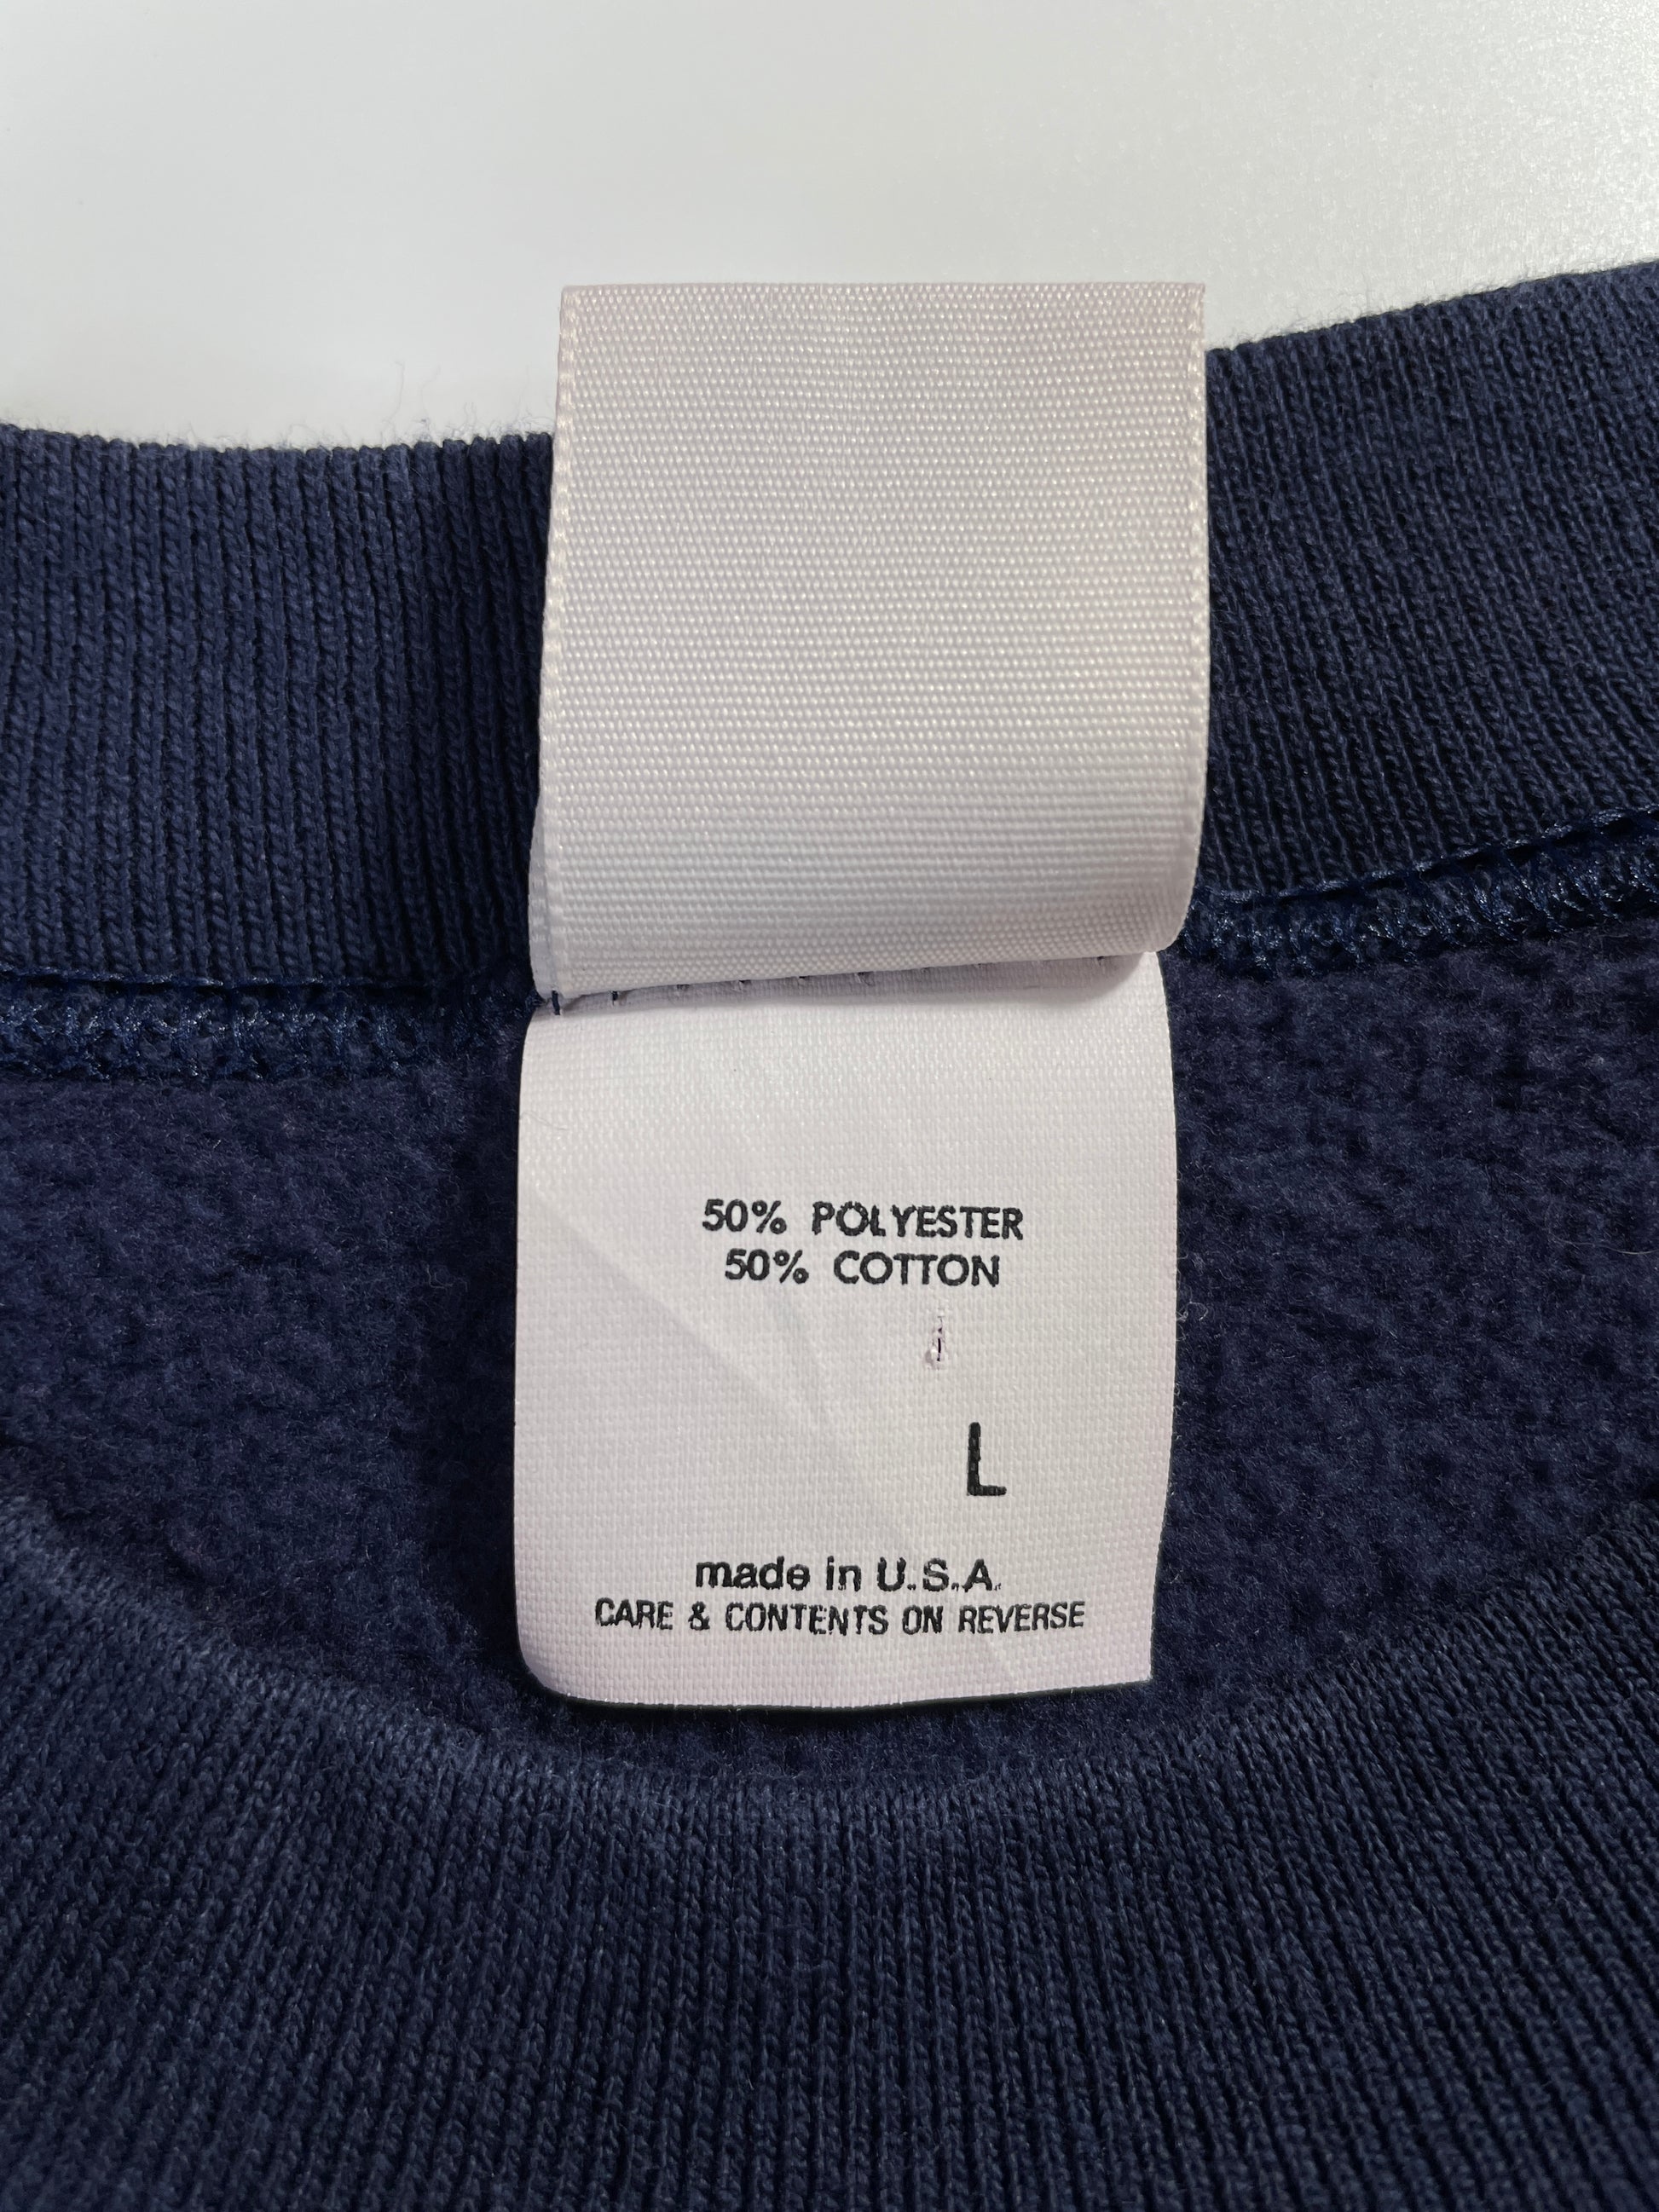 50% POLYESTER
50% COTTON
L
made in U.S.A.
CARE & CONTENTS ON REVERSE